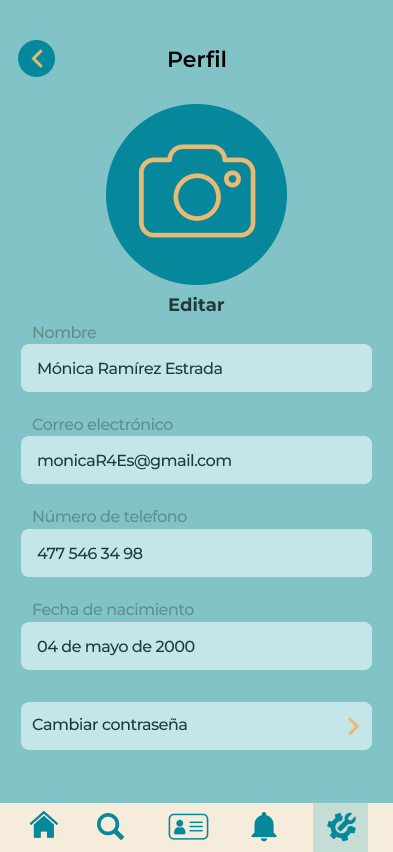 Perfil
Editar
Nombre
Mónica Ramírez Estrada
Correo electrónico
monicaR4Es@gmail.com
Número de telefono
477 546 34 98
Fecha de nacimiento
04 de mayo de 2000
Cambiar contraseña